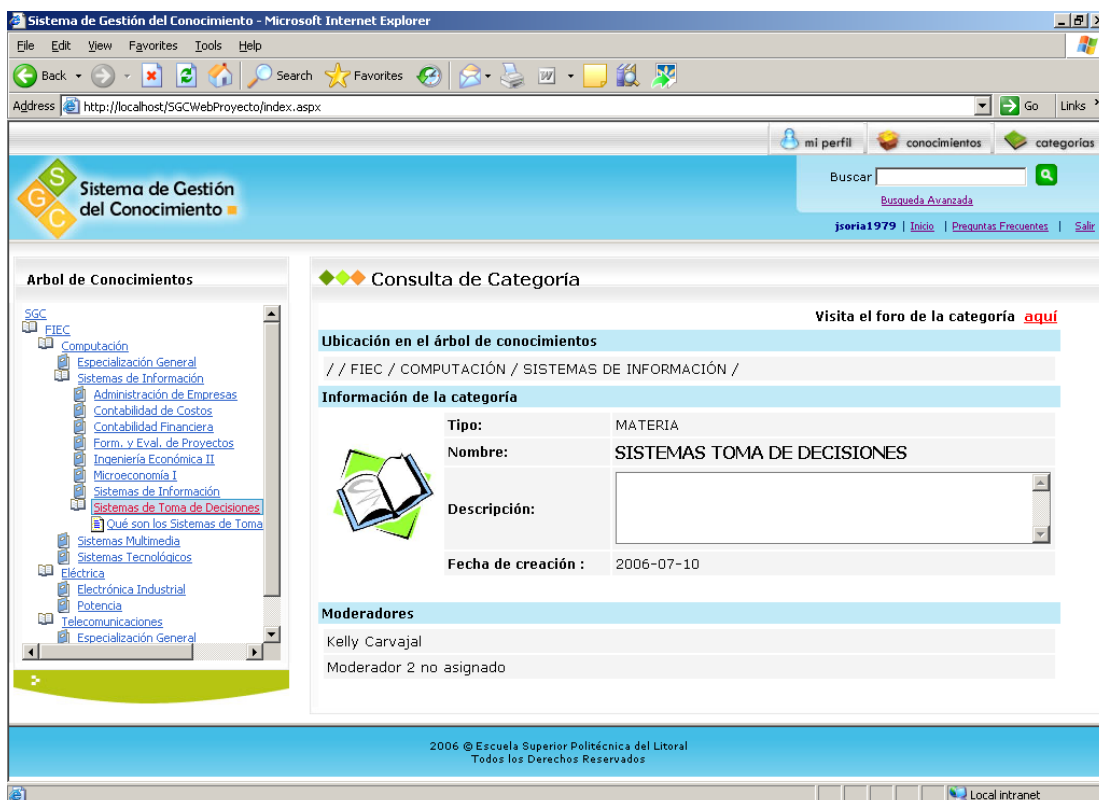 Sistema de Gestión del Conocimiento - Microsoft Internet Explorer
File Edit View Favorites Tools Help
Back Search Favorites
Address http://localhost/SGCWebProyecto/index.aspx Go Links
mi perfil conocimientos categorías
SGC
Sistema de Gestión
del Conocimiento
Buscar
Busqueda Avanzada
jsoria1979 | Inicio | Preguntas Frecuentes | Salir
Arbol de Conocimientos
SGC
FIEC
Computación
Especialización General
Sistemas de Información
Administración de Empresas
Contabilidad de Costos
Contabilidad Financiera
Form. y Eval. de Proyectos
Ingeniería Económica II
Microeconomía I
Sistemas de Información
Sistemas de Toma de Decisiones
Qué son los Sistemas de Toma
Sistemas Multimedia
Sistemas Tecnológicos
Eléctrica
Electrónica Industrial
Potencia
Telecomunicaciones
Especialización General
Consulta de Categoría
Visita el foro de la categoría aquí
Ubicación en el árbol de conocimientos
/ / FIEC / COMPUTACIÓN / SISTEMAS DE INFORMACIÓN /
Información de la categoría
Tipo: MATERIA
Nombre: SISTEMAS TOMA DE DECISIONES
Descripción:
Fecha de creación : 2006-07-10
Moderadores
Kelly Carvajal
Moderador 2 no asignado
2006 © Escuela Superior Politécnica del Litoral
Todos los Derechos Reservados
Local intranet